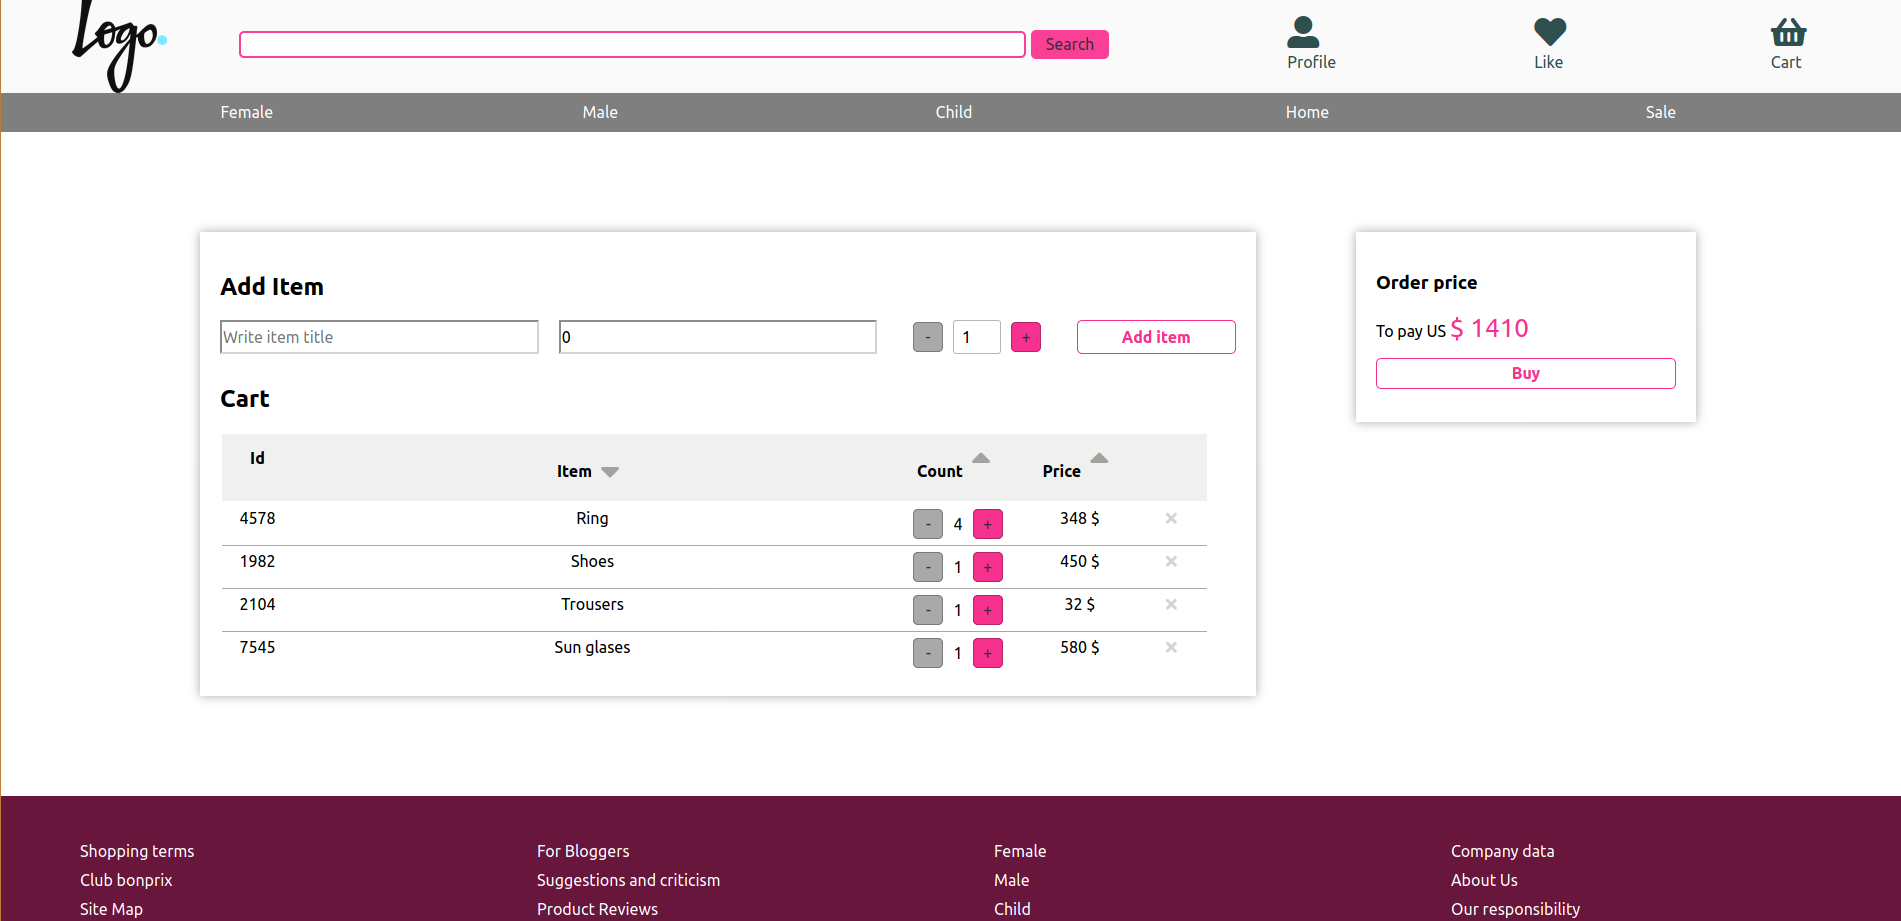 Logo.
Search
Profile Like Cart
Female Male Child Home Sale
Add Item
Write item title 0 - 1 + Add item
Cart
Id Item Count Price
4578 Ring - 4 + 348 $ ×
1982 Shoes - 1 + 450 $ ×
2104 Trousers - 1 + 32 $ ×
7545 Sun glases - 1 + 580 $ ×
Order price
To pay US $ 1410
Buy
Shopping terms For Bloggers Female Company data
Club bonprix Suggestions and criticism Male About Us
Site Map Product Reviews Child Our responsibility